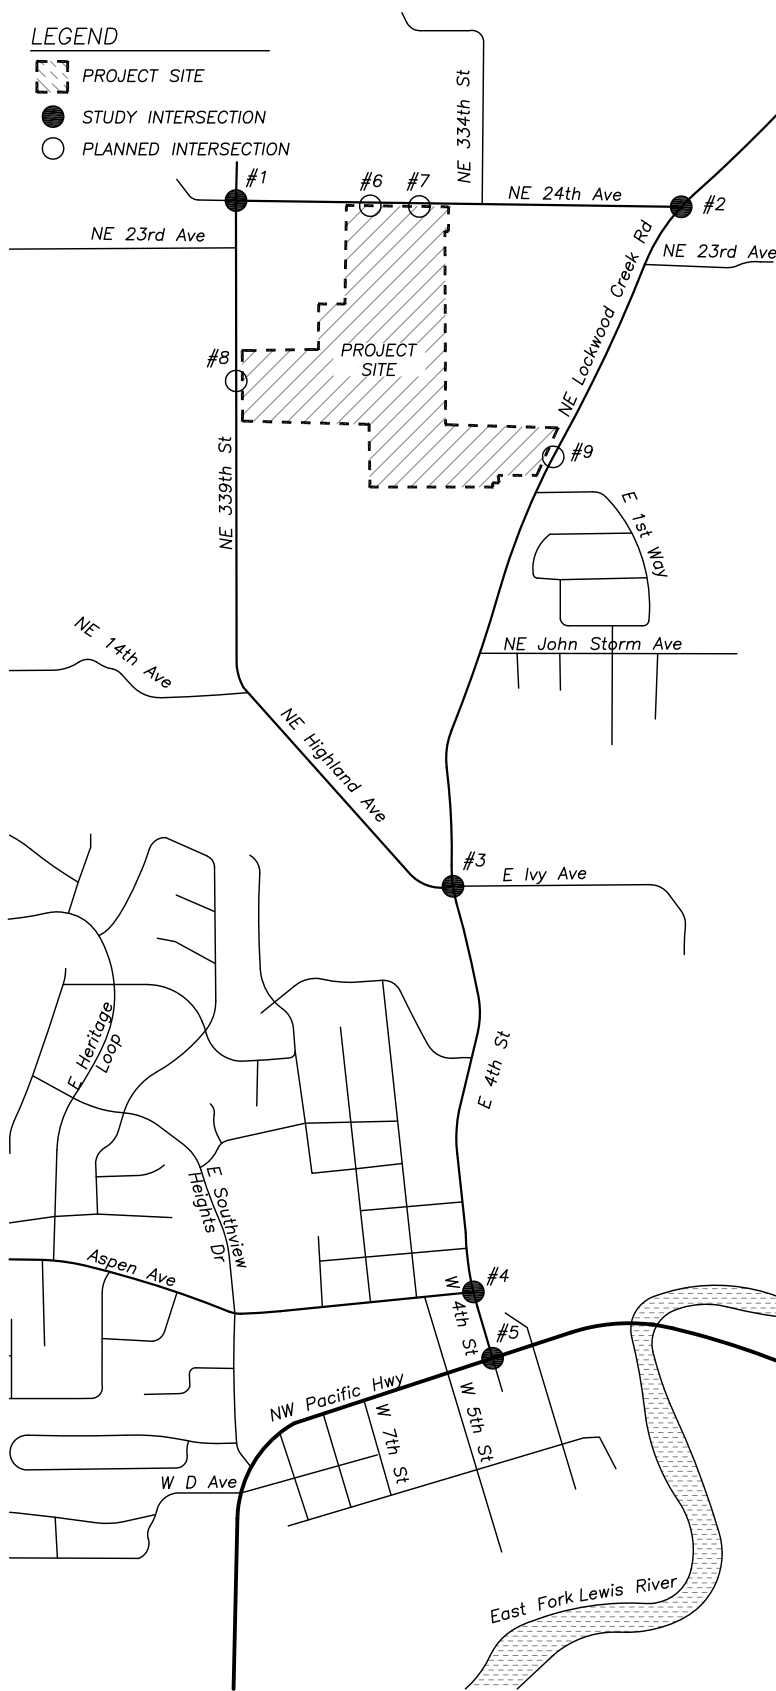 LEGEND
PROJECT SITE
STUDY INTERSECTION
PLANNED INTERSECTION
NE 334th St
#1
#6
#7
NE 24th Ave
#2
NE 23rd Ave
NE 23rd Ave
NE Lockwood Creek Rd
PROJECT
SITE
#8
#9
NE 339th St
E 1st Way
NE 14th Ave
NE John Storm Ave
NE Highland Ave
#3
E Ivy Ave
E Heritage
Loop
E 4th St
E Southview
Heights Dr
Aspen Ave
#4
W 4th St
#5
NW Pacific Hwy
W 5th St
W 7th St
W D Ave
East Fork Lewis River